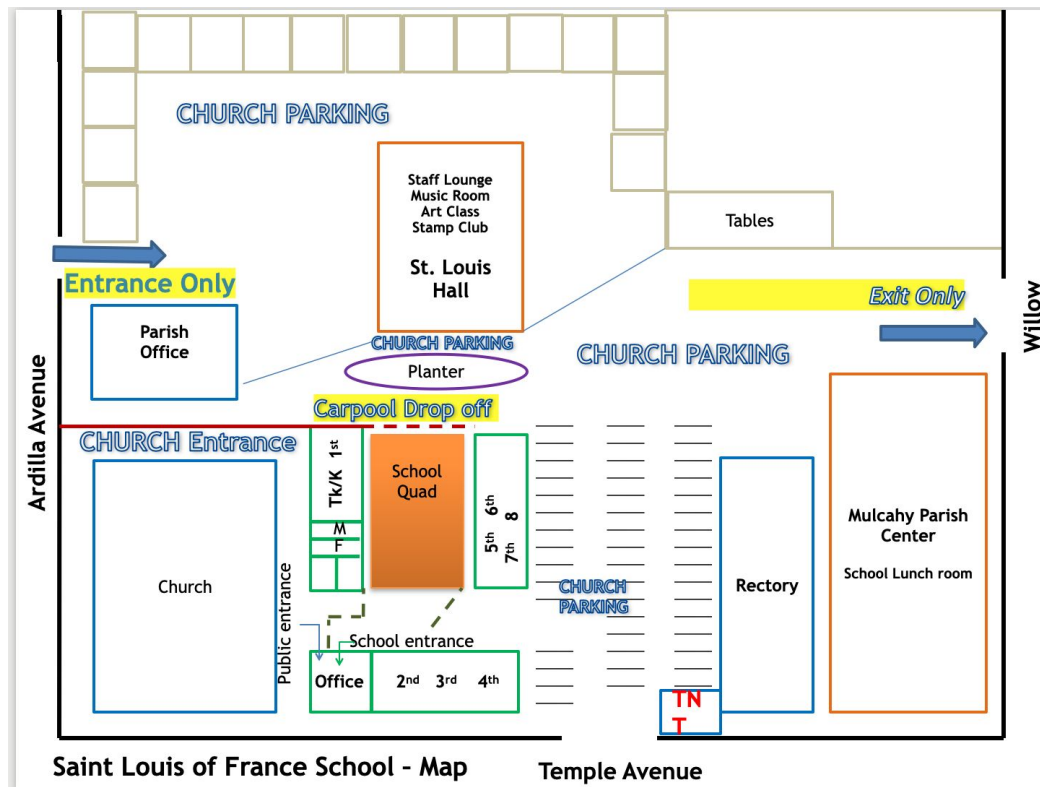 CHURCH PARKING
Staff Lounge
Music Room
Art Class
Stamp Club
St. Louis
Hall
Tables
Entrance Only
Exit Only
Willow
Parish
Office
CHURCH PARKING
CHURCH PARKING
Planter
Carpool Drop off
Ardilla Avenue
CHURCH Entrance
Tk/K 1st
School
Quad
5th 6th
7th 8
M
F
Mulcahy Parish
Center
School Lunch room
Church
CHURCH
PARKING
Rectory
Public entrance
School entrance
Office
2nd 3rd 4th
TN
T
Saint Louis of France School - Map
Temple Avenue